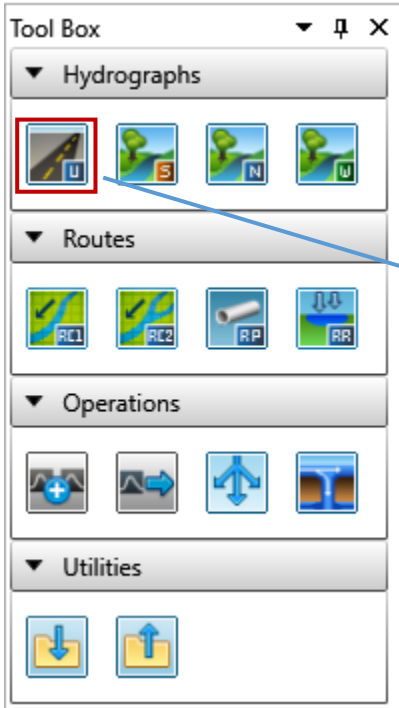 Tool Box
Hydrographs
U S N W
Routes
RC1 RC2 RP RR
Operations
Utilities